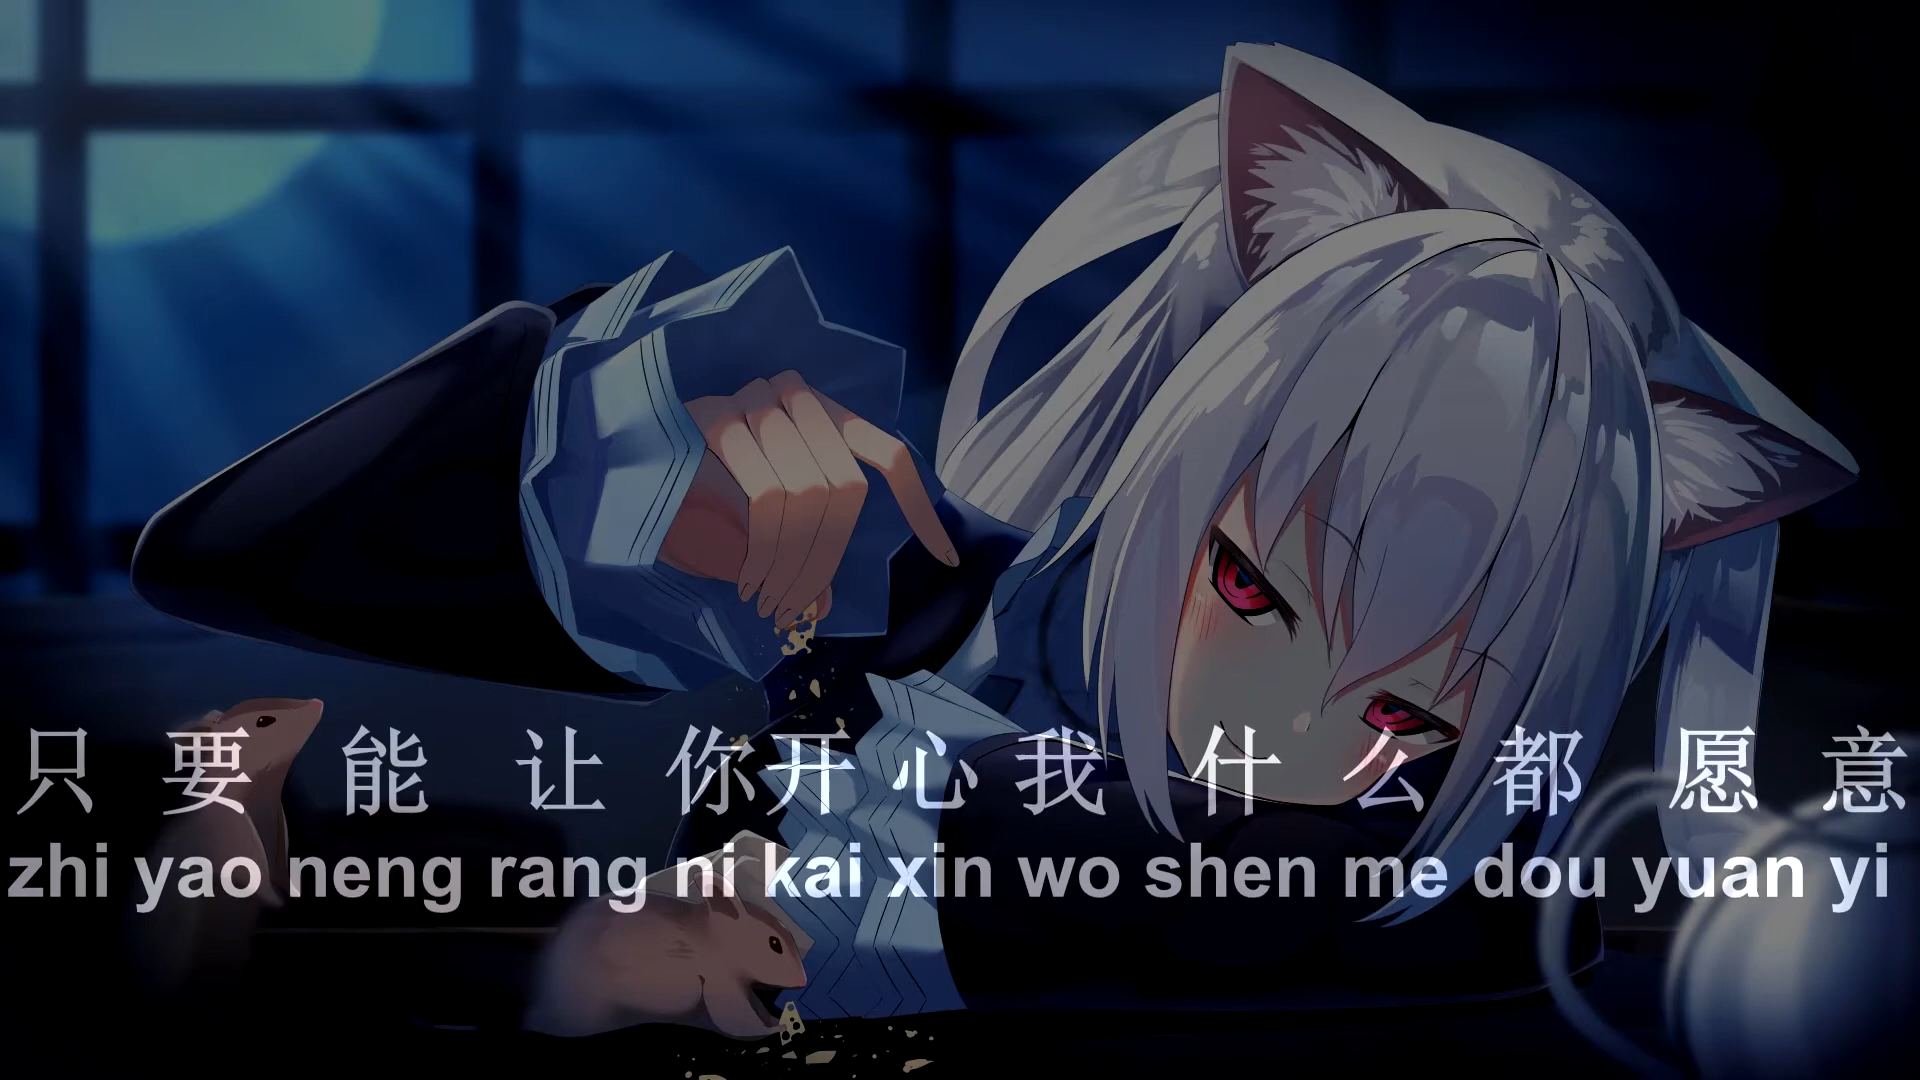 只 要 能 让 你 开 心 我 什 么 都 愿 意
zhi yao neng rang ni kai xin wo shen me dou yuan yi